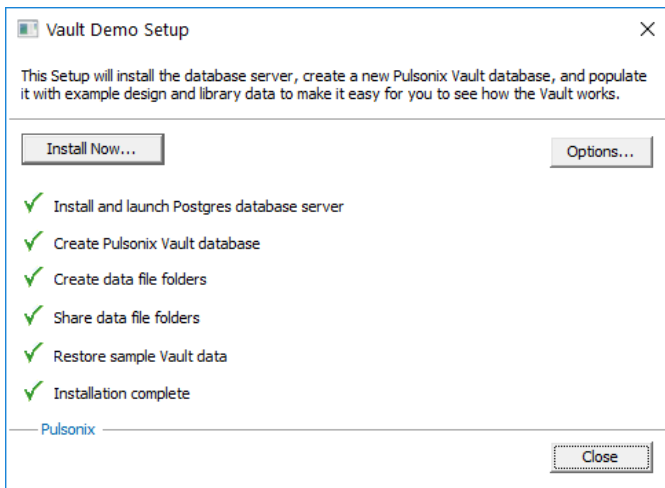 Vault Demo Setup
This Setup will install the database server, create a new Pulsonix Vault database, and populate
it with example design and library data to make it easy for you to see how the Vault works.
Install Now...
Options...
Install and launch Postgres database server
Create Pulsonix Vault database
Create data file folders
Share data file folders
Restore sample Vault data
Installation complete
Pulsonix
Close